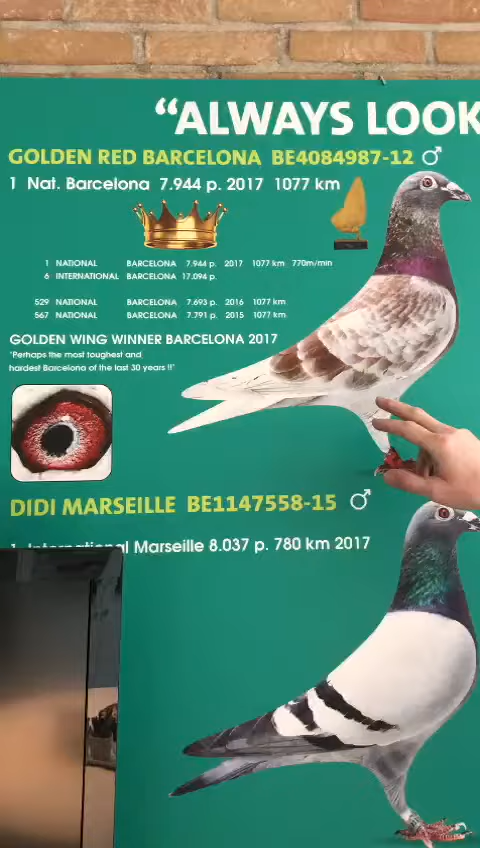 “ALWAYS LOOK
GOLDEN RED BARCELONA BE4084987-12 ♂
1 Nat. Barcelona 7.944 p. 2017 1077 km
1 NATIONAL BARCELONA 7.944 p. 2017 1077 km 770m/min
6 INTERNATIONAL BARCELONA 17.094 p.
529 NATIONAL BARCELONA 7.693 p. 2016 1077 km
567 NATIONAL BARCELONA 7.791 p. 2015 1077 km
GOLDEN WING WINNER BARCELONA 2017
"Perhaps the most toughest and
hardest Barcelona of the last 30 years !!"
DIDI MARSEILLE BE1147558-15 ♂
1 International Marseille 8.037 p. 780 km 2017